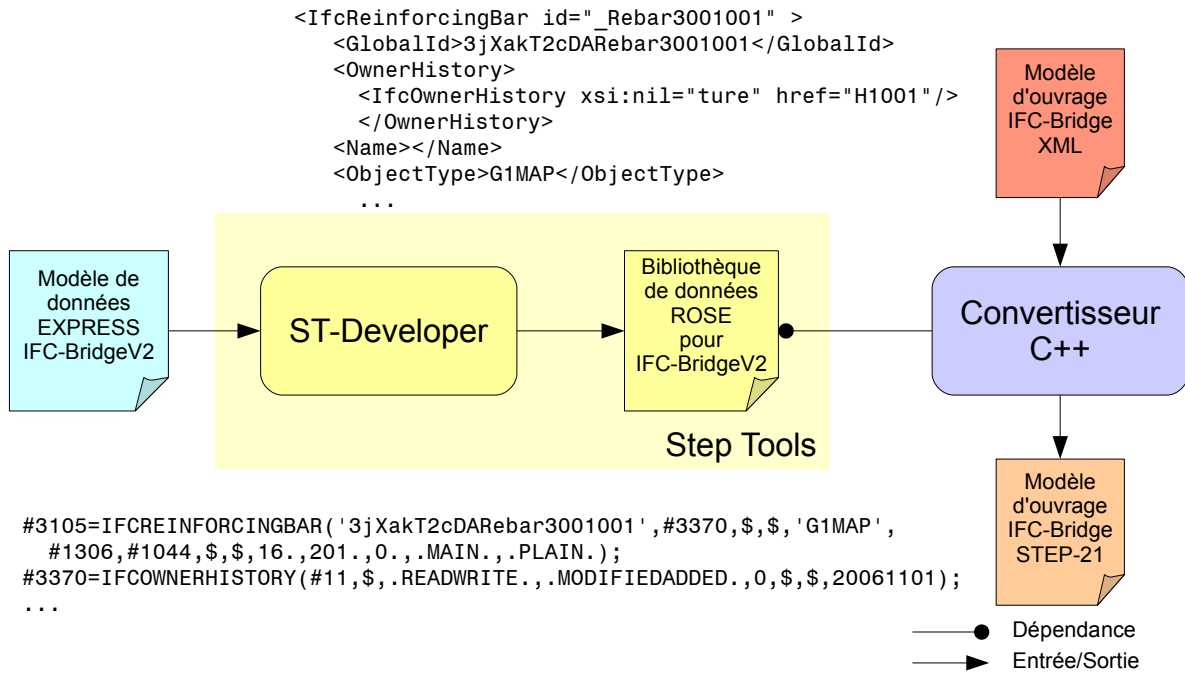 <IfcReinforcingBar id="_Rebar3001001" >
<GlobalId>3jXakT2cDARebar3001001</GlobalId>
<OwnerHistory>
<IfcOwnerHistory xsi:nil="ture" href="H1001"/>
</OwnerHistory>
<Name></Name>
<ObjectType>G1MAP</ObjectType>
...
Modèle
d'ouvrage
IFC-Bridge
XML
Modèle de
données
EXPRESS
IFC-BridgeV2
ST-Developer
Bibliothèque
de données
ROSE
pour
IFC-BridgeV2
Convertisseur
C++
Step Tools
Modèle
d'ouvrage
IFC-Bridge
STEP-21
#3105=IFCREINFORCINGBAR('3jXakT2cDARebar3001001',#3370,$,$,'G1MAP',
#1306,#1044,$,$,16.,201.,0.,.MAIN.,.PLAIN.);
#3370=IFCOWNERHISTORY(#11,$,.READWRITE.,.MODIFIEDADDED.,0,$,$,20061101);
...
Dépendance
Entrée/Sortie